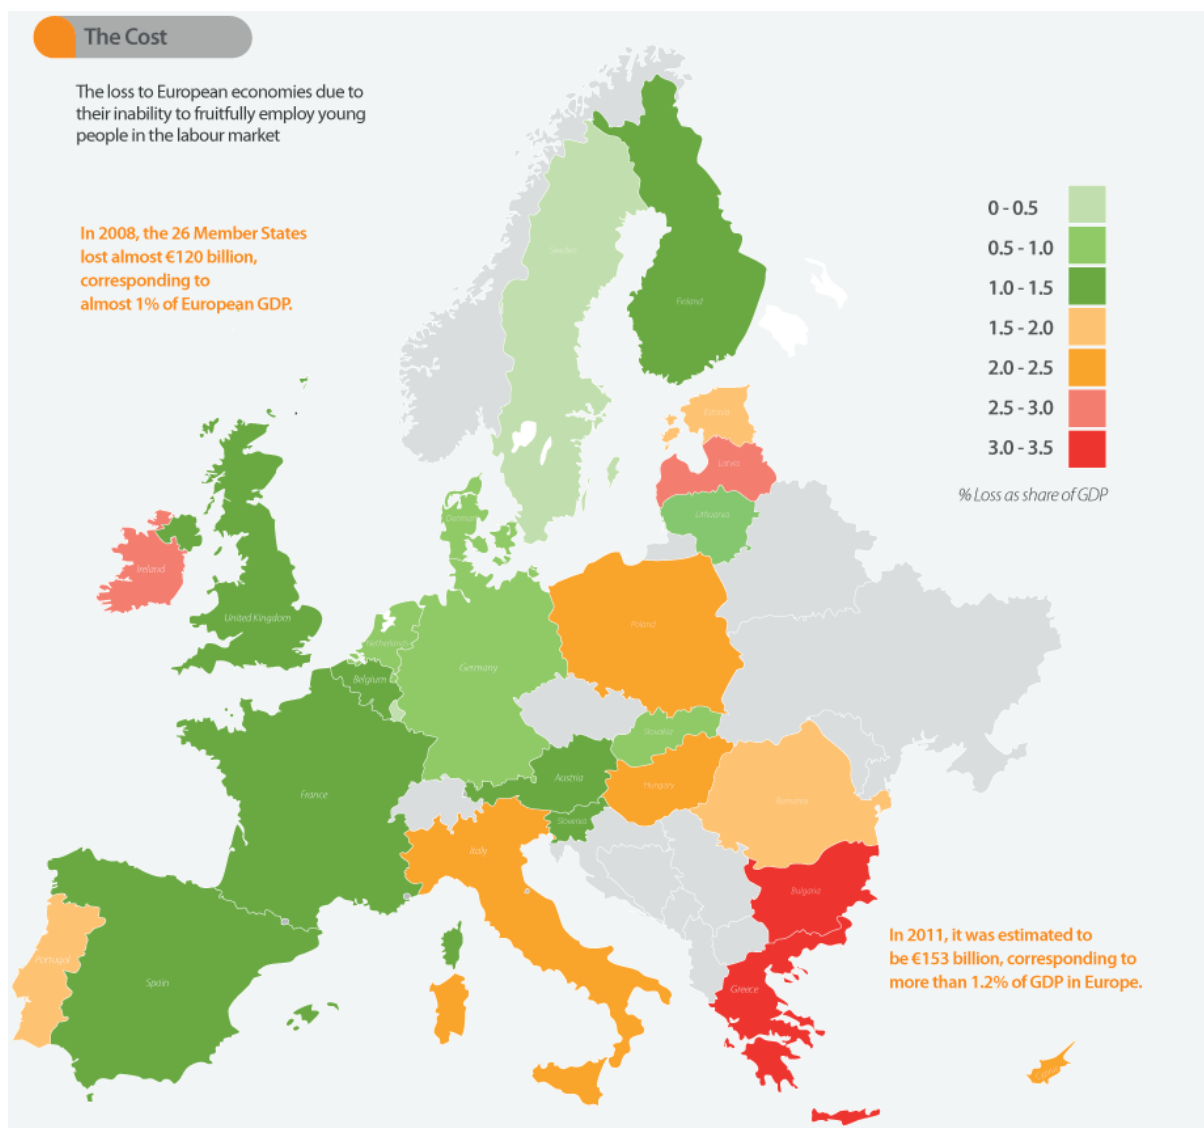 The Cost
The loss to European economies due to
their inability to fruitfully employ young
people in the labour market
In 2008, the 26 Member States
lost almost €120 billion,
corresponding to
almost 1% of European GDP.
0 - 0.5
0.5 - 1.0
1.0 - 1.5
1.5 - 2.0
2.0 - 2.5
2.5 - 3.0
3.0 - 3.5
% Loss as share of GDP
Sweden
Finland
Estonia
Latvia
Lithuania
Denmark
Ireland
United Kingdom
Netherlands
Belgium
Germany
Poland
Slovakia
Austria
Hungary
Slovenia
France
Romania
Italy
Bulgaria
Portugal
Spain
Greece
Cyprus
In 2011, it was estimated to
be €153 billion, corresponding to
more than 1.2% of GDP in Europe.